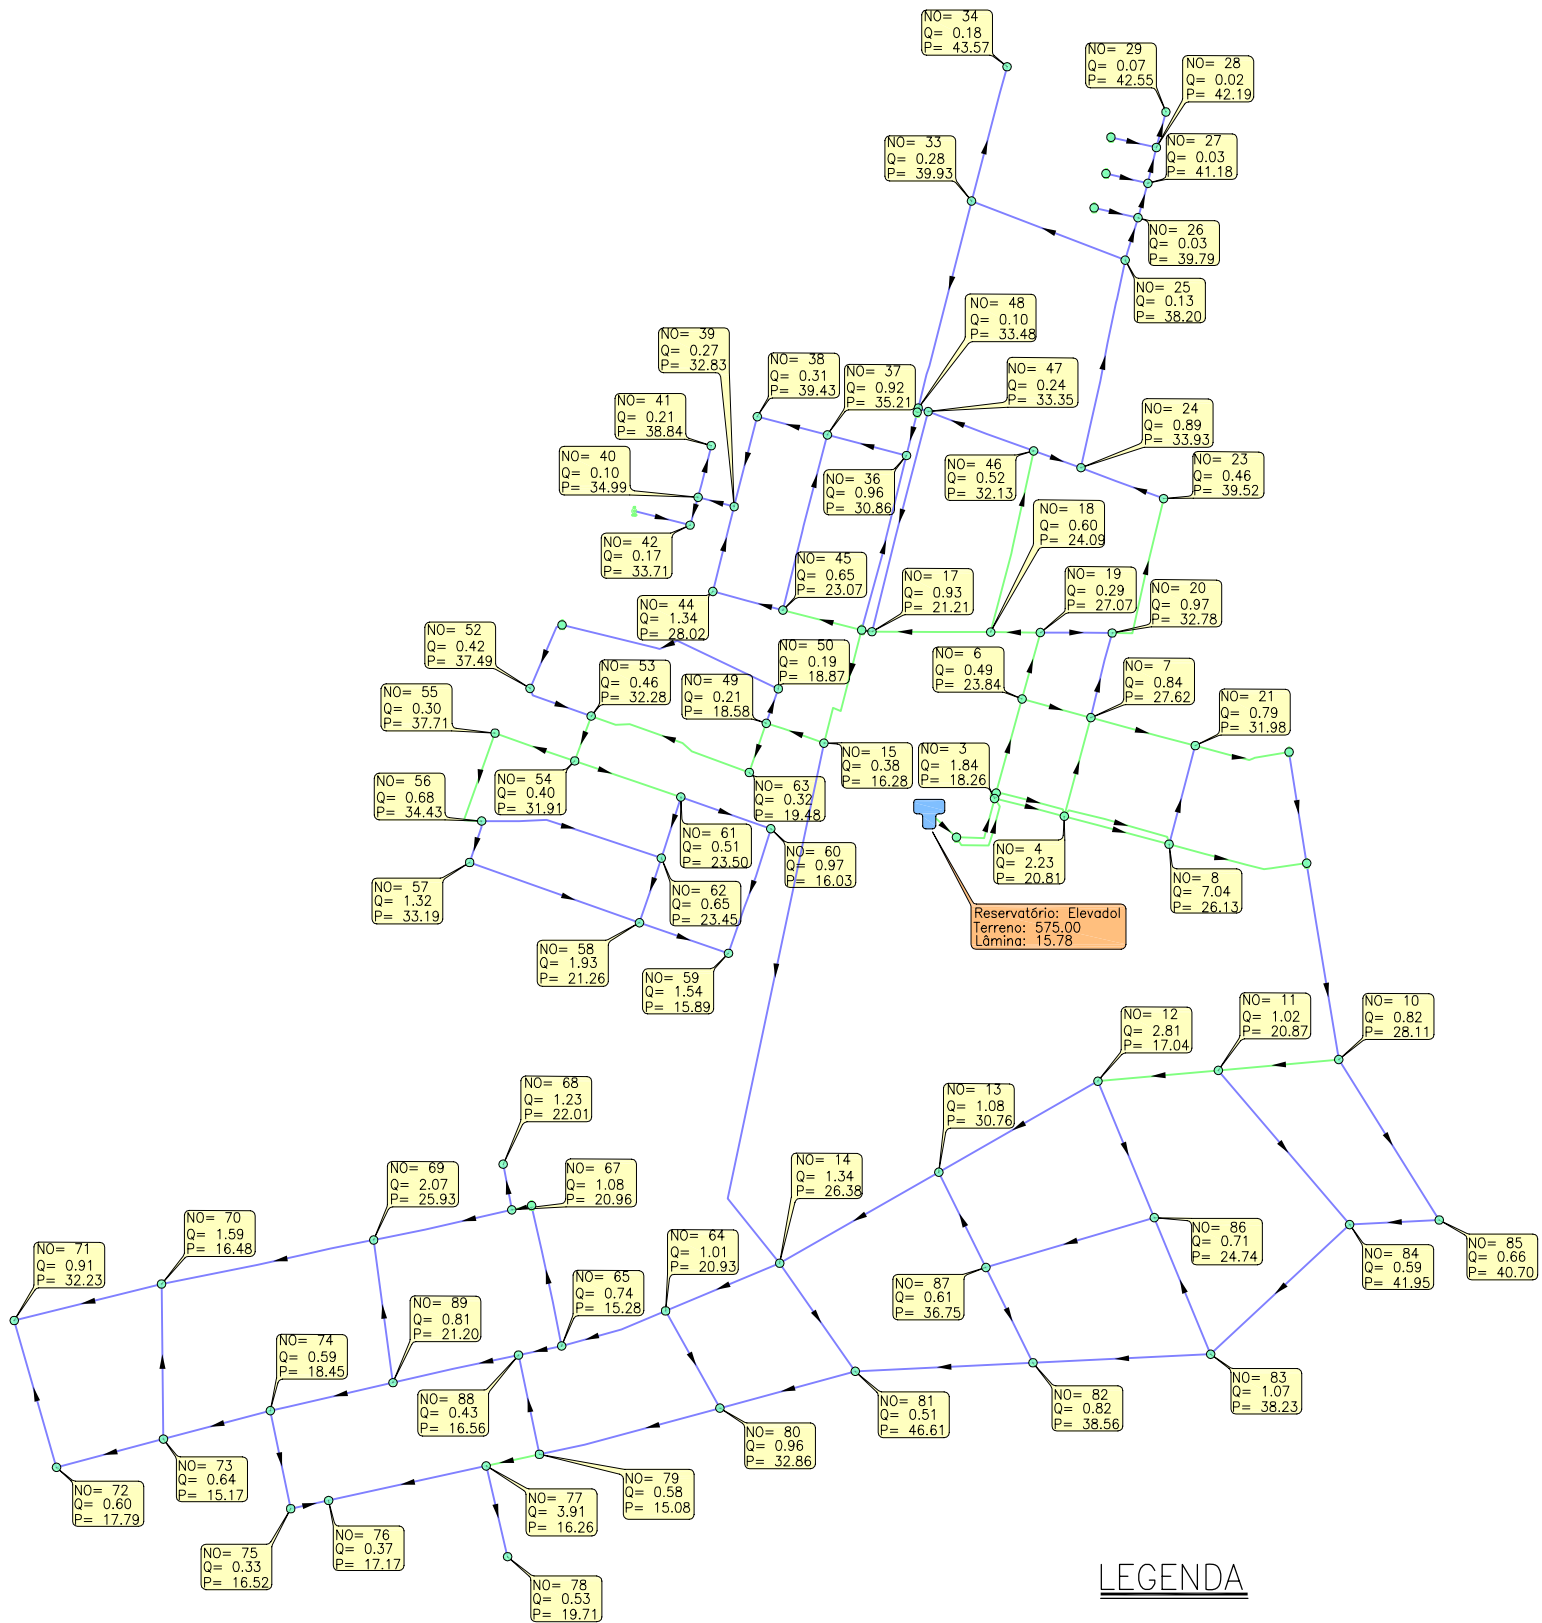 NO= 34
Q= 0.18
P= 43.57
NO= 29
Q= 0.07
P= 42.55
NO= 28
Q= 0.02
P= 42.19
NO= 33
Q= 0.28
P= 39.93
NO= 27
Q= 0.03
P= 41.18
NO= 26
Q= 0.03
P= 39.79
NO= 25
Q= 0.13
P= 38.20
NO= 48
Q= 0.10
P= 33.48
NO= 39
Q= 0.27
P= 32.83
NO= 38
Q= 0.31
P= 39.43
NO= 37
Q= 0.92
P= 35.21
NO= 47
Q= 0.24
P= 33.35
NO= 41
Q= 0.21
P= 38.84
NO= 24
Q= 0.89
P= 33.93
NO= 40
Q= 0.10
P= 34.99
NO= 36
Q= 0.96
P= 30.86
NO= 46
Q= 0.52
P= 32.13
NO= 23
Q= 0.46
P= 39.52
NO= 18
Q= 0.60
P= 24.09
NO= 42
Q= 0.17
P= 33.71
NO= 45
Q= 0.65
P= 23.07
NO= 17
Q= 0.93
P= 21.21
NO= 19
Q= 0.29
P= 27.07
NO= 20
Q= 0.97
P= 32.78
NO= 44
Q= 1.34
P= 28.02
NO= 52
Q= 0.42
P= 37.49
NO= 50
Q= 0.19
P= 18.87
NO= 6
Q= 0.49
P= 23.84
NO= 7
Q= 0.84
P= 27.62
NO= 53
Q= 0.46
P= 32.28
NO= 49
Q= 0.21
P= 18.58
NO= 55
Q= 0.30
P= 37.71
NO= 21
Q= 0.79
P= 31.98
NO= 15
Q= 0.38
P= 16.28
NO= 3
Q= 1.84
P= 18.26
NO= 56
Q= 0.68
P= 34.43
NO= 54
Q= 0.40
P= 31.91
NO= 63
Q= 0.32
P= 19.48
NO= 61
Q= 0.51
P= 23.50
NO= 60
Q= 0.97
P= 16.03
NO= 4
Q= 2.23
P= 20.81
NO= 8
Q= 7.04
P= 26.13
NO= 57
Q= 1.32
P= 33.19
NO= 62
Q= 0.65
P= 23.45
Reservatório: Elevado1
Terreno: 575.00
Lâmina: 15.78
NO= 58
Q= 1.93
P= 21.26
NO= 59
Q= 1.54
P= 15.89
NO= 12
Q= 2.81
P= 17.04
NO= 11
Q= 1.02
P= 20.87
NO= 10
Q= 0.82
P= 28.11
NO= 68
Q= 1.23
P= 22.01
NO= 13
Q= 1.08
P= 30.76
NO= 14
Q= 1.34
P= 26.38
NO= 69
Q= 2.07
P= 25.93
NO= 67
Q= 1.08
P= 20.96
NO= 70
Q= 1.59
P= 16.48
NO= 71
Q= 0.91
P= 32.23
NO= 64
Q= 1.01
P= 20.93
NO= 86
Q= 0.71
P= 24.74
NO= 84
Q= 0.59
P= 41.95
NO= 85
Q= 0.66
P= 40.70
NO= 87
Q= 0.61
P= 36.75
NO= 89
Q= 0.81
P= 21.20
NO= 65
Q= 0.74
P= 15.28
NO= 74
Q= 0.59
P= 18.45
NO= 88
Q= 0.43
P= 16.56
NO= 81
Q= 0.51
P= 46.61
NO= 82
Q= 0.82
P= 38.56
NO= 83
Q= 1.07
P= 38.23
NO= 80
Q= 0.96
P= 32.86
NO= 73
Q= 0.64
P= 15.17
NO= 72
Q= 0.60
P= 17.79
NO= 79
Q= 0.58
P= 15.08
NO= 77
Q= 3.91
P= 16.26
NO= 76
Q= 0.37
P= 17.17
NO= 75
Q= 0.33
P= 16.52
NO= 78
Q= 0.53
P= 19.71
LEGENDA